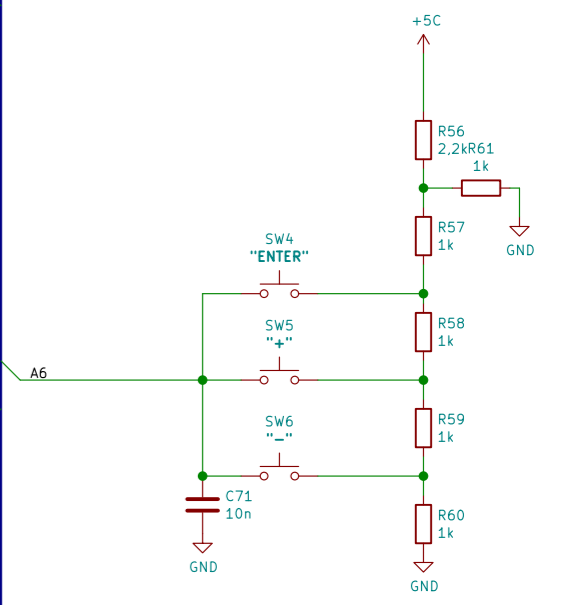 +5C
R56
2,2kR61
1k
R57
1k
GND
SW4
"ENTER"
R58
1k
SW5
"+"
A6
R59
1k
SW6
"-"
C71
10n
R60
1k
GND
GND